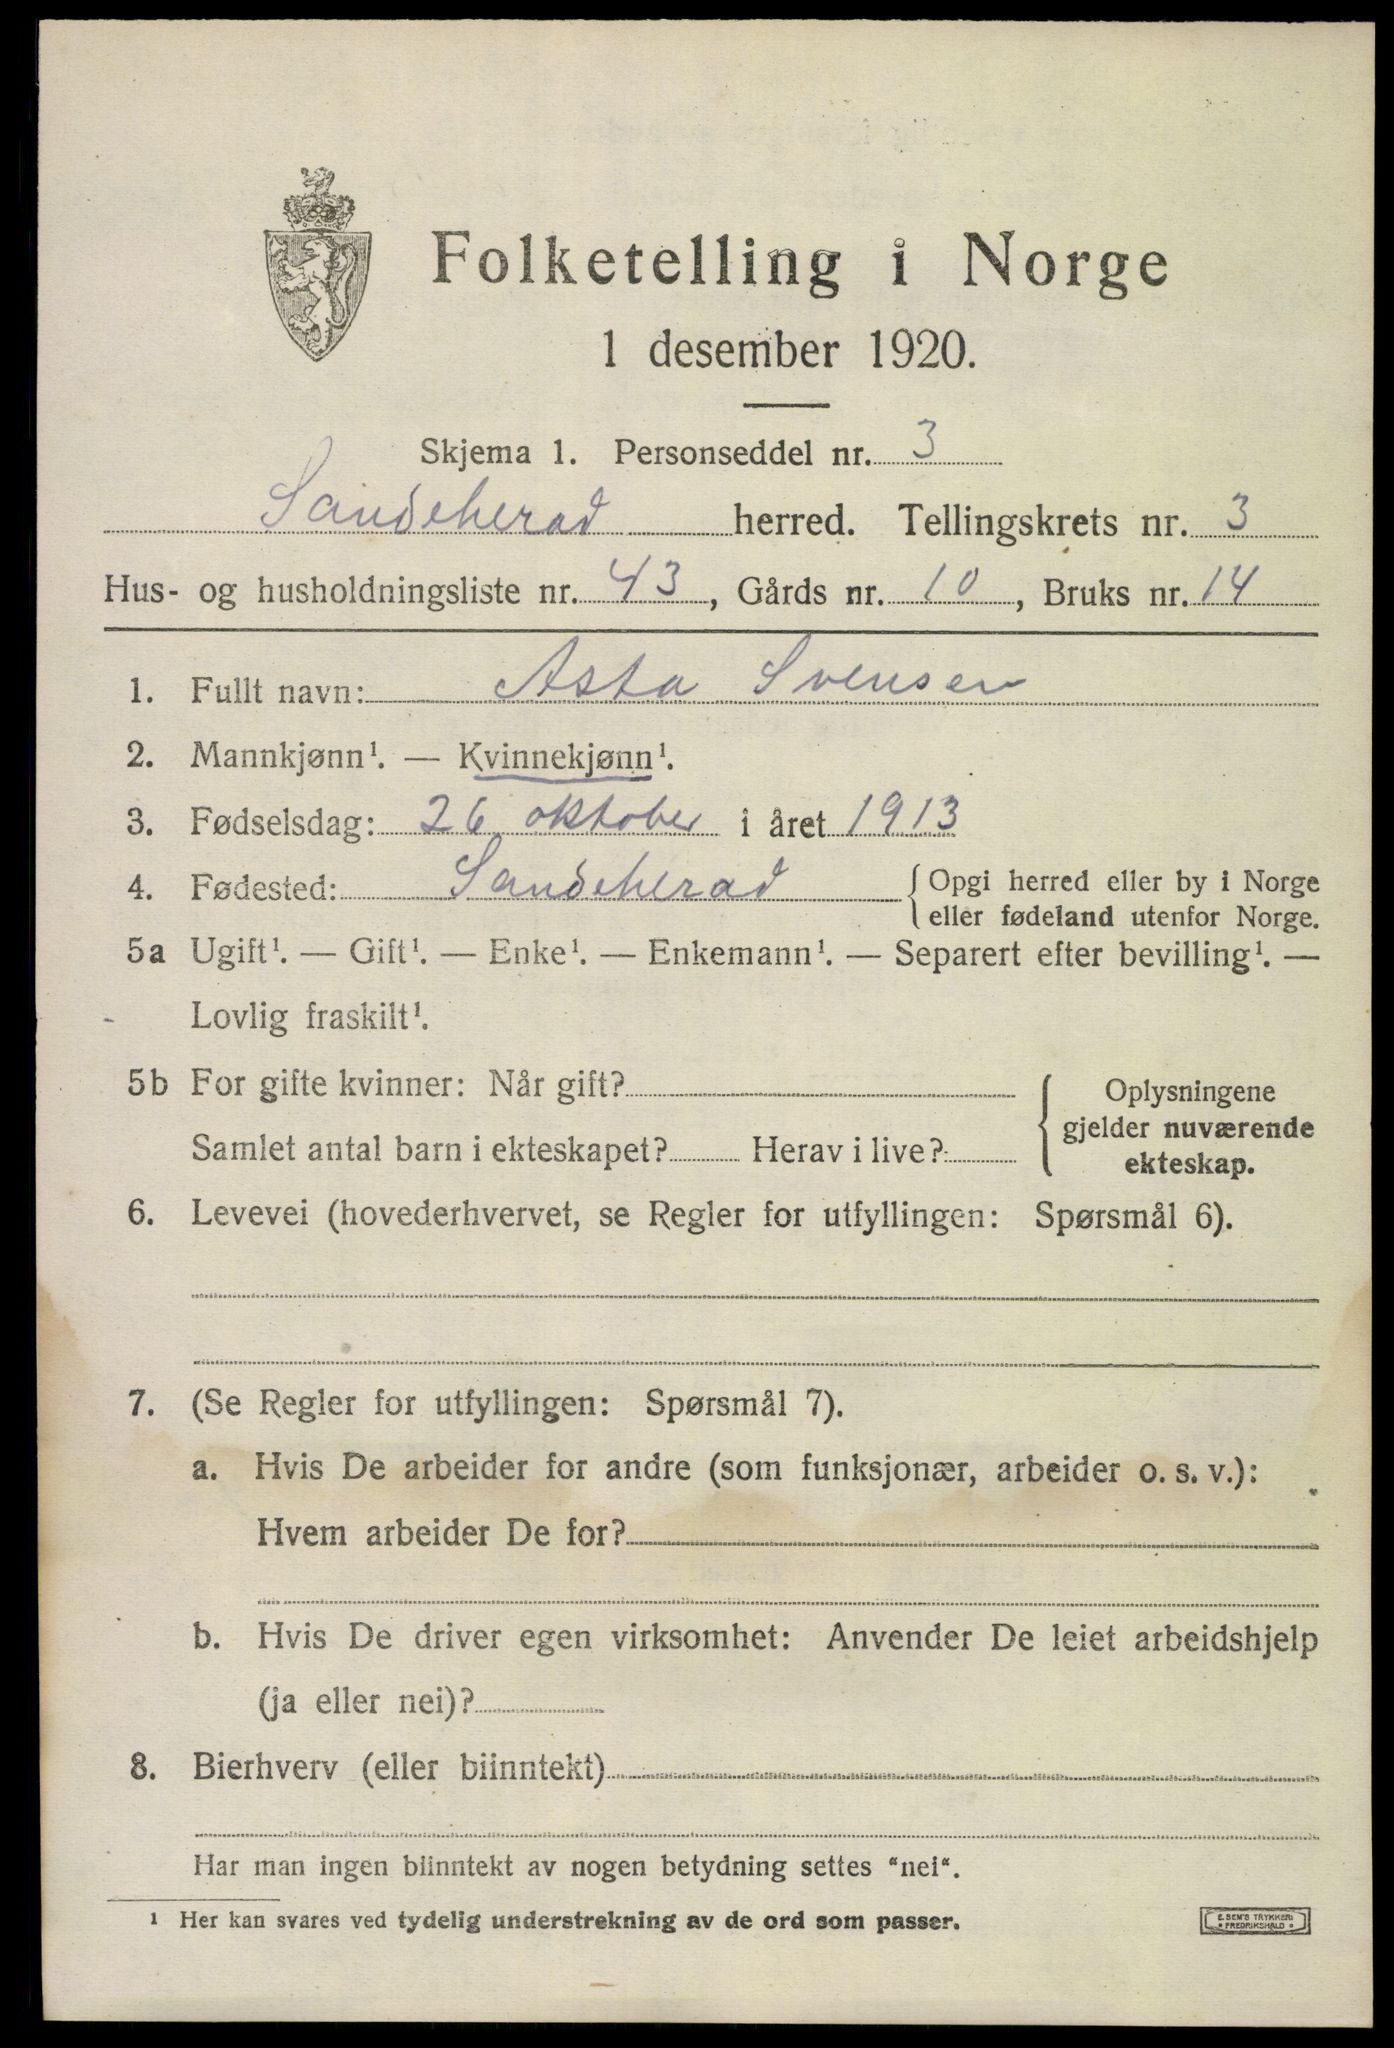 Folketelling i Norge
1 desember 1920.
Skjema 1. Personseddel nr. 3
Sandeherad herred. Tellingskrets nr. 3
Hus- og husholdningsliste nr. 43, Gårds nr. 10, Bruks nr. 14
1. Fullt navn: Asta Svensen
2. Mannkjønn¹. — Kvinnekjønn¹.
3. Fødselsdag: 26 oktober i året 1913
4. Fødested: Sandeherad { Opgi herred eller by i Norge
eller fødeland utenfor Norge.
5a Ugift¹. — Gift¹. — Enke¹. — Enkemann¹. — Separert efter bevilling¹. —
Lovlig fraskilt¹.
5b For gifte kvinner: Når gift?
Samlet antal barn i ekteskapet? Herav i live?
Oplysningene
gjelder nuværende
ekteskap.
6. Levevei (hovederhvervet, se Regler for utfyllingen: Spørsmål 6).
7. (Se Regler for utfyllingen: Spørsmål 7).
a. Hvis De arbeider for andre (som funksjonær, arbeider o. s. v.):
Hvem arbeider De for?
b. Hvis De driver egen virksomhet: Anvender De leiet arbeidshjelp
(ja eller nei)?
8. Bierhverv (eller biinntekt)
Har man ingen biinntekt av nogen betydning settes "nei".
¹ Her kan svares ved tydelig understrekning av de ord som passer.
E. SEM'S TRYKKERI
FREDRIKSHALD